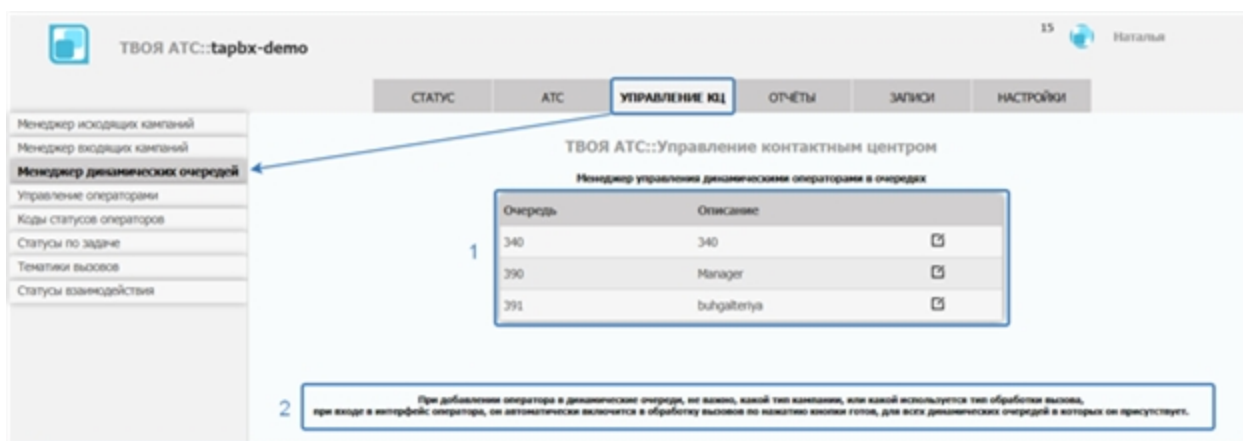 ТВОЯ АТС::tapbx-demo
15
Наталья
СТАТУС
АТС
УПРАВЛЕНИЕ КЦ
ОТЧЁТЫ
ЗАПИСИ
НАСТРОЙКИ
Менеджер исходящих кампаний
Менеджер входящих кампаний
Менеджер динамических очередей
Управление операторами
Коды статусов операторов
Статусы по задаче
Тематики вызовов
Статусы взаимодействия
ТВОЯ АТС::Управление контактным центром
Менеджер управления динамическими операторами в очередях
1
Очередь Описание
340 340
390 Manager
391 buhgalteriya
2
При добавлении оператора в динамические очереди, не важно, какой тип кампании, или какой используется тип обработки вызова,
при входе в интерфейс оператора, он автоматически включится в обработку вызовов по нажатию кнопки готов, для всех динамических очередей в которых он присутствует.